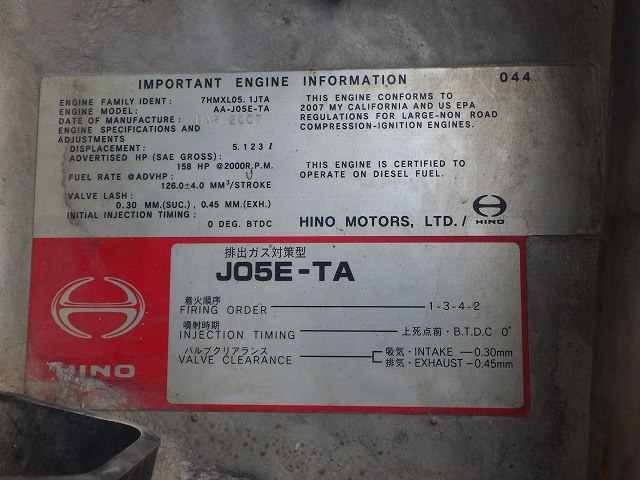 IMPORTANT ENGINE INFORMATION 044
ENGINE FAMILY IDENT: 7HMXL05.1JTA
ENGINE MODEL: AA-J05E-TA
DATE OF MANUFACTURE: JAN 2007
ENGINE SPECIFICATIONS AND
ADJUSTMENTS
DISPLACEMENT: 5.123 l
ADVERTISED HP (SAE GROSS):
158 HP @2000R.P.M.
FUEL RATE @ADVHP:
126.0±4.0 MM³/STROKE
VALVE LASH:
0.30 MM.(SUC.), 0.45 MM.(EXH.)
INITIAL INJECTION TIMING:
0 DEG. BTDC
THIS ENGINE CONFORMS TO
2007 MY CALIFORNIA AND US EPA
REGULATIONS FOR LARGE-NON ROAD
COMPRESSION-IGNITION ENGINES.
THIS ENGINE IS CERTIFIED TO
OPERATE ON DIESEL FUEL.
HINO MOTORS, LTD./ HINO
HINO
排出ガス対策型
J05E-TA
着火順序
FIRING ORDER 1-3-4-2
噴射時期
INJECTION TIMING 上死点前・B.T.D.C 0°
バルブクリアランス
VALVE CLEARANCE
吸気・INTAKE—0.30mm
排気・EXHAUST—0.45mm